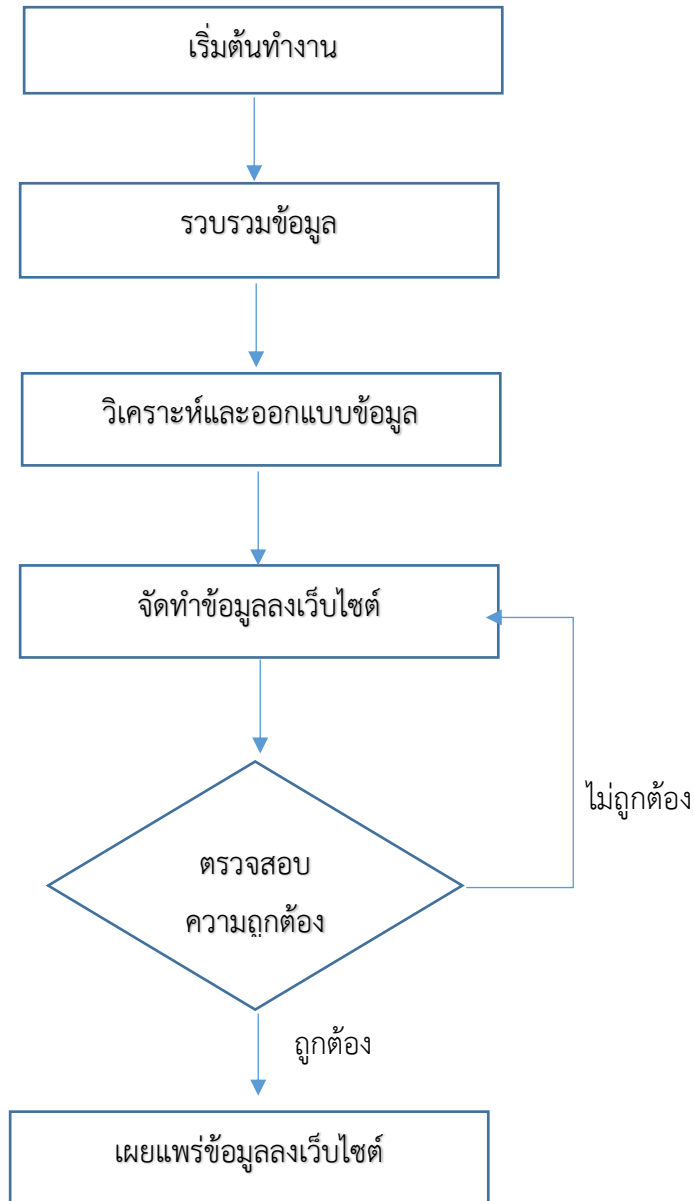 เริ่มต้นทำงาน
รวบรวมข้อมูล
วิเคราะห์และออกแบบข้อมูล
จัดทำข้อมูลลงเว็บไซต์
ไม่ถูกต้อง
ตรวจสอบ
ความถูกต้อง
ถูกต้อง
เผยแพร่ข้อมูลลงเว็บไซต์